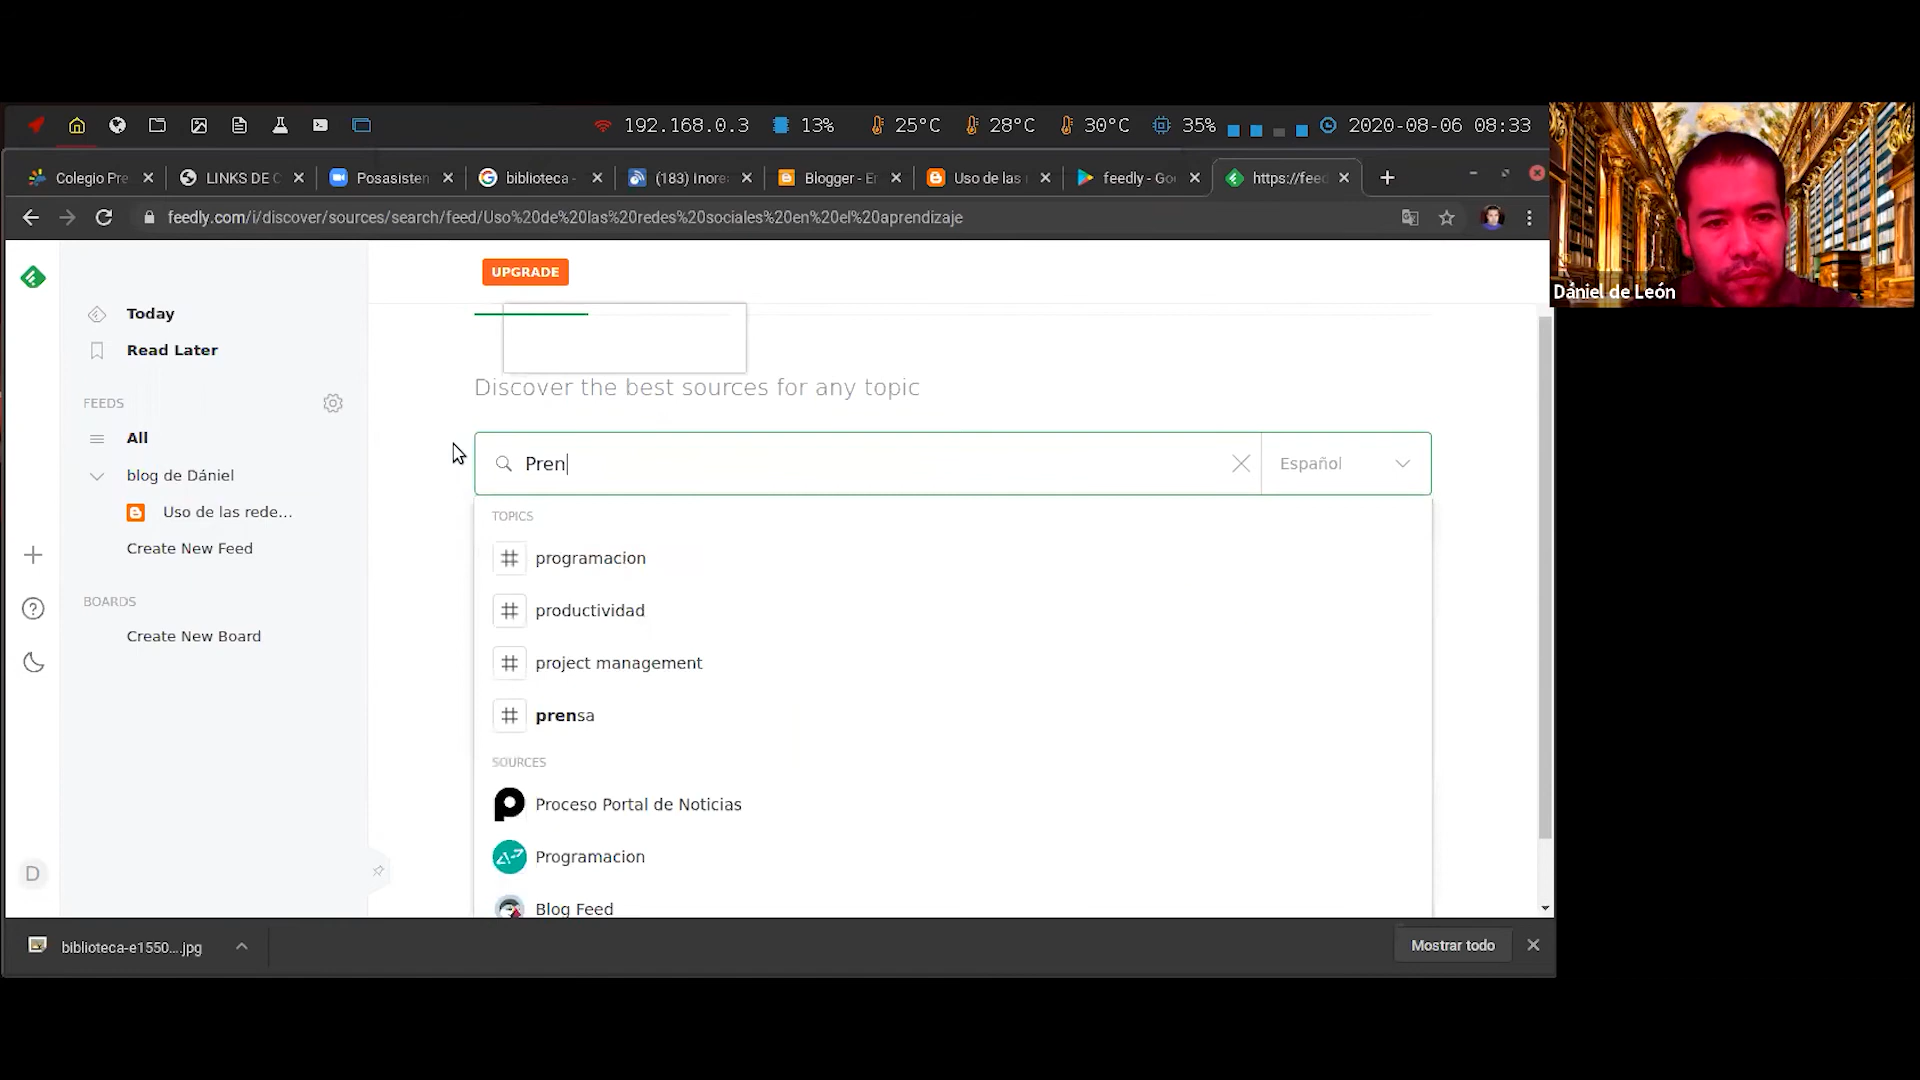 192.168.0.3 13% 25°C 28°C 30°C 35% 2020-08-06 08:33
Colegio Pre LINKS DE C Posasisten biblioteca - (183) Inore Blogger - E Uso de las feedly - Go https://feed
feedly.com/i/discover/sources/search/feed/Uso%20de%20las%20redes%20sociales%20en%20el%20aprendizaje
Dániel de León
UPGRADE
Today
Read Later
FEEDS
All
blog de Dániel
Uso de las rede...
Create New Feed
BOARDS
Create New Board
D
Discover the best sources for any topic
Pren
Español
TOPICS
# programacion
# productividad
# project management
# prensa
SOURCES
Proceso Portal de Noticias
Programacion
Blog Feed
biblioteca-e1550....jpg
Mostrar todo